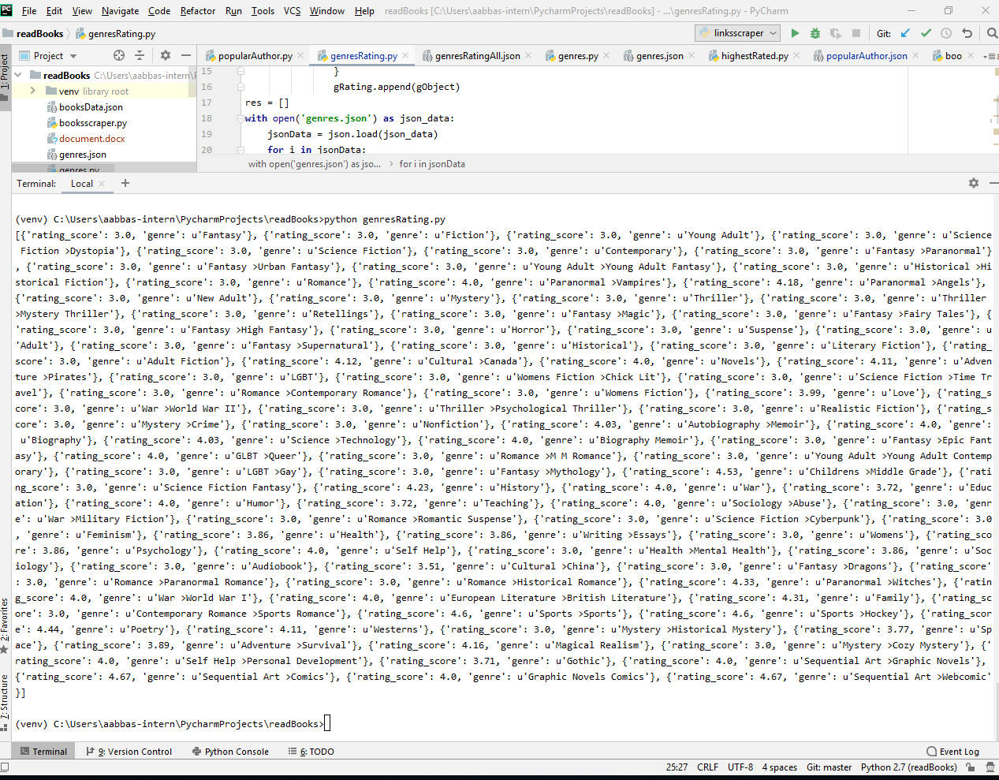 PC File Edit View Navigate Code Refactor Run Tools VCS Window Help readBooks [C:\Users\aabbas-intern\PycharmProjects\readBooks] - ...\genresRating.py - PyCharm
readBooks genresRating.py linksscraper Git:
1: Project Project popularAuthor.py genresRating.py genresRatingAll.json genres.py genres.json highestRated.py popularAuthor.json boo
readBooks C:\Users\aabbas-intern\
venv library root
booksData.json
booksscraper.py
document.docx
genres.json
genres.py
15 }
16 gRating.append(gObject)
17 res = []
18 with open('genres.json') as json_data:
19 jsonData = json.load(json_data)
20 for i in jsonData:
with open('genres.json') as jso... for i in jsonData
Terminal: Local +
(venv) C:\Users\aabbas-intern\PycharmProjects\readBooks>python genresRating.py
[{'rating_score': 3.0, 'genre': u'Fantasy'}, {'rating_score': 3.0, 'genre': u'Fiction'}, {'rating_score': 3.0, 'genre': u'Young Adult'}, {'rating_score': 3.0, 'genre': u'Science
Fiction >Dystopia'}, {'rating_score': 3.0, 'genre': u'Science Fiction'}, {'rating_score': 3.0, 'genre': u'Contemporary'}, {'rating_score': 3.0, 'genre': u'Fantasy >Paranormal'}
, {'rating_score': 3.0, 'genre': u'Fantasy >Urban Fantasy'}, {'rating_score': 3.0, 'genre': u'Young Adult >Young Adult Fantasy'}, {'rating_score': 3.0, 'genre': u'Historical >Hi
storical Fiction'}, {'rating_score': 3.0, 'genre': u'Romance'}, {'rating_score': 4.0, 'genre': u'Paranormal >Vampires'}, {'rating_score': 4.18, 'genre': u'Paranormal >Angels'},
{'rating_score': 3.0, 'genre': u'New Adult'}, {'rating_score': 3.0, 'genre': u'Mystery'}, {'rating_score': 3.0, 'genre': u'Thriller'}, {'rating_score': 3.0, 'genre': u'Thriller
>Mystery Thriller'}, {'rating_score': 3.0, 'genre': u'Retellings'}, {'rating_score': 3.0, 'genre': u'Fantasy >Magic'}, {'rating_score': 3.0, 'genre': u'Fantasy >Fairy Tales'}, {
'rating_score': 3.0, 'genre': u'Fantasy >High Fantasy'}, {'rating_score': 3.0, 'genre': u'Horror'}, {'rating_score': 3.0, 'genre': u'Suspense'}, {'rating_score': 3.0, 'genre': u
'Adult'}, {'rating_score': 3.0, 'genre': u'Fantasy >Supernatural'}, {'rating_score': 3.0, 'genre': u'Historical'}, {'rating_score': 3.0, 'genre': u'Literary Fiction'}, {'rating_
score': 3.0, 'genre': u'Adult Fiction'}, {'rating_score': 4.12, 'genre': u'Cultural >Canada'}, {'rating_score': 4.0, 'genre': u'Novels'}, {'rating_score': 4.11, 'genre': u'Adven
ture >Pirates'}, {'rating_score': 3.0, 'genre': u'LGBT'}, {'rating_score': 3.0, 'genre': u'Womens Fiction >Chick Lit'}, {'rating_score': 3.0, 'genre': u'Science Fiction >Time Tr
avel'}, {'rating_score': 3.0, 'genre': u'Romance >Contemporary Romance'}, {'rating_score': 3.0, 'genre': u'Womens Fiction'}, {'rating_score': 3.99, 'genre': u'Love'}, {'rating_s
core': 3.0, 'genre': u'War >World War II'}, {'rating_score': 3.0, 'genre': u'Thriller >Psychological Thriller'}, {'rating_score': 3.0, 'genre': u'Realistic Fiction'}, {'rating_s
core': 3.0, 'genre': u'Mystery >Crime'}, {'rating_score': 3.0, 'genre': u'Nonfiction'}, {'rating_score': 4.03, 'genre': u'Autobiography >Memoir'}, {'rating_score': 4.0, 'genre':
u'Biography'}, {'rating_score': 4.03, 'genre': u'Science >Technology'}, {'rating_score': 4.0, 'genre': u'Biography Memoir'}, {'rating_score': 3.0, 'genre': u'Fantasy >Epic Fant
asy'}, {'rating_score': 4.0, 'genre': u'GLBT >Queer'}, {'rating_score': 3.0, 'genre': u'Romance >M M Romance'}, {'rating_score': 3.0, 'genre': u'Young Adult >Young Adult Contemp
orary'}, {'rating_score': 3.0, 'genre': u'LGBT >Gay'}, {'rating_score': 3.0, 'genre': u'Fantasy >Mythology'}, {'rating_score': 4.53, 'genre': u'Childrens >Middle Grade'}, {'rati
ng_score': 3.0, 'genre': u'Science Fiction Fantasy'}, {'rating_score': 4.23, 'genre': u'History'}, {'rating_score': 4.0, 'genre': u'War'}, {'rating_score': 3.72, 'genre': u'Educ
ation'}, {'rating_score': 4.0, 'genre': u'Humor'}, {'rating_score': 3.72, 'genre': u'Teaching'}, {'rating_score': 4.0, 'genre': u'Sociology >Abuse'}, {'rating_score': 3.0, 'genr
e': u'War >Military Fiction'}, {'rating_score': 3.0, 'genre': u'Romance >Romantic Suspense'}, {'rating_score': 3.0, 'genre': u'Science Fiction >Cyberpunk'}, {'rating_score': 3.0
, 'genre': u'Feminism'}, {'rating_score': 3.86, 'genre': u'Health'}, {'rating_score': 3.86, 'genre': u'Writing >Essays'}, {'rating_score': 3.0, 'genre': u'Womens'}, {'rating_sco
re': 3.86, 'genre': u'Psychology'}, {'rating_score': 4.0, 'genre': u'Self Help'}, {'rating_score': 3.0, 'genre': u'Health >Mental Health'}, {'rating_score': 3.86, 'genre': u'Soc
iology'}, {'rating_score': 3.0, 'genre': u'Audiobook'}, {'rating_score': 3.51, 'genre': u'Cultural >China'}, {'rating_score': 3.0, 'genre': u'Fantasy >Dragons'}, {'rating_score'
: 3.0, 'genre': u'Romance >Paranormal Romance'}, {'rating_score': 3.0, 'genre': u'Romance >Historical Romance'}, {'rating_score': 4.33, 'genre': u'Paranormal >Witches'}, {'ratin
g_score': 4.0, 'genre': u'War >World War I'}, {'rating_score': 4.0, 'genre': u'European Literature >British Literature'}, {'rating_score': 4.31, 'genre': u'Family'}, {'rating_sc
ore': 3.0, 'genre': u'Contemporary Romance >Sports Romance'}, {'rating_score': 4.6, 'genre': u'Sports >Sports'}, {'rating_score': 4.6, 'genre': u'Sports >Hockey'}, {'rating_scor
e': 4.44, 'genre': u'Poetry'}, {'rating_score': 4.11, 'genre': u'Westerns'}, {'rating_score': 3.0, 'genre': u'Mystery >Historical Mystery'}, {'rating_score': 3.77, 'genre': u'Sp
ace'}, {'rating_score': 3.89, 'genre': u'Adventure >Survival'}, {'rating_score': 4.16, 'genre': u'Magical Realism'}, {'rating_score': 3.0, 'genre': u'Mystery >Cozy Mystery'}, {'
rating_score': 4.0, 'genre': u'Self Help >Personal Development'}, {'rating_score': 3.71, 'genre': u'Gothic'}, {'rating_score': 4.0, 'genre': u'Sequential Art >Graphic Novels'},
{'rating_score': 4.67, 'genre': u'Sequential Art >Comics'}, {'rating_score': 4.0, 'genre': u'Graphic Novels Comics'}, {'rating_score': 4.67, 'genre': u'Sequential Art >Webcomic'
}]
(venv) C:\Users\aabbas-intern\PycharmProjects\readBooks>
2: Favorites
7: Structure
Terminal 9: Version Control Python Console 6: TODO Event Log
25:27 CRLF UTF-8 4 spaces Git: master Python 2.7 (readBooks)